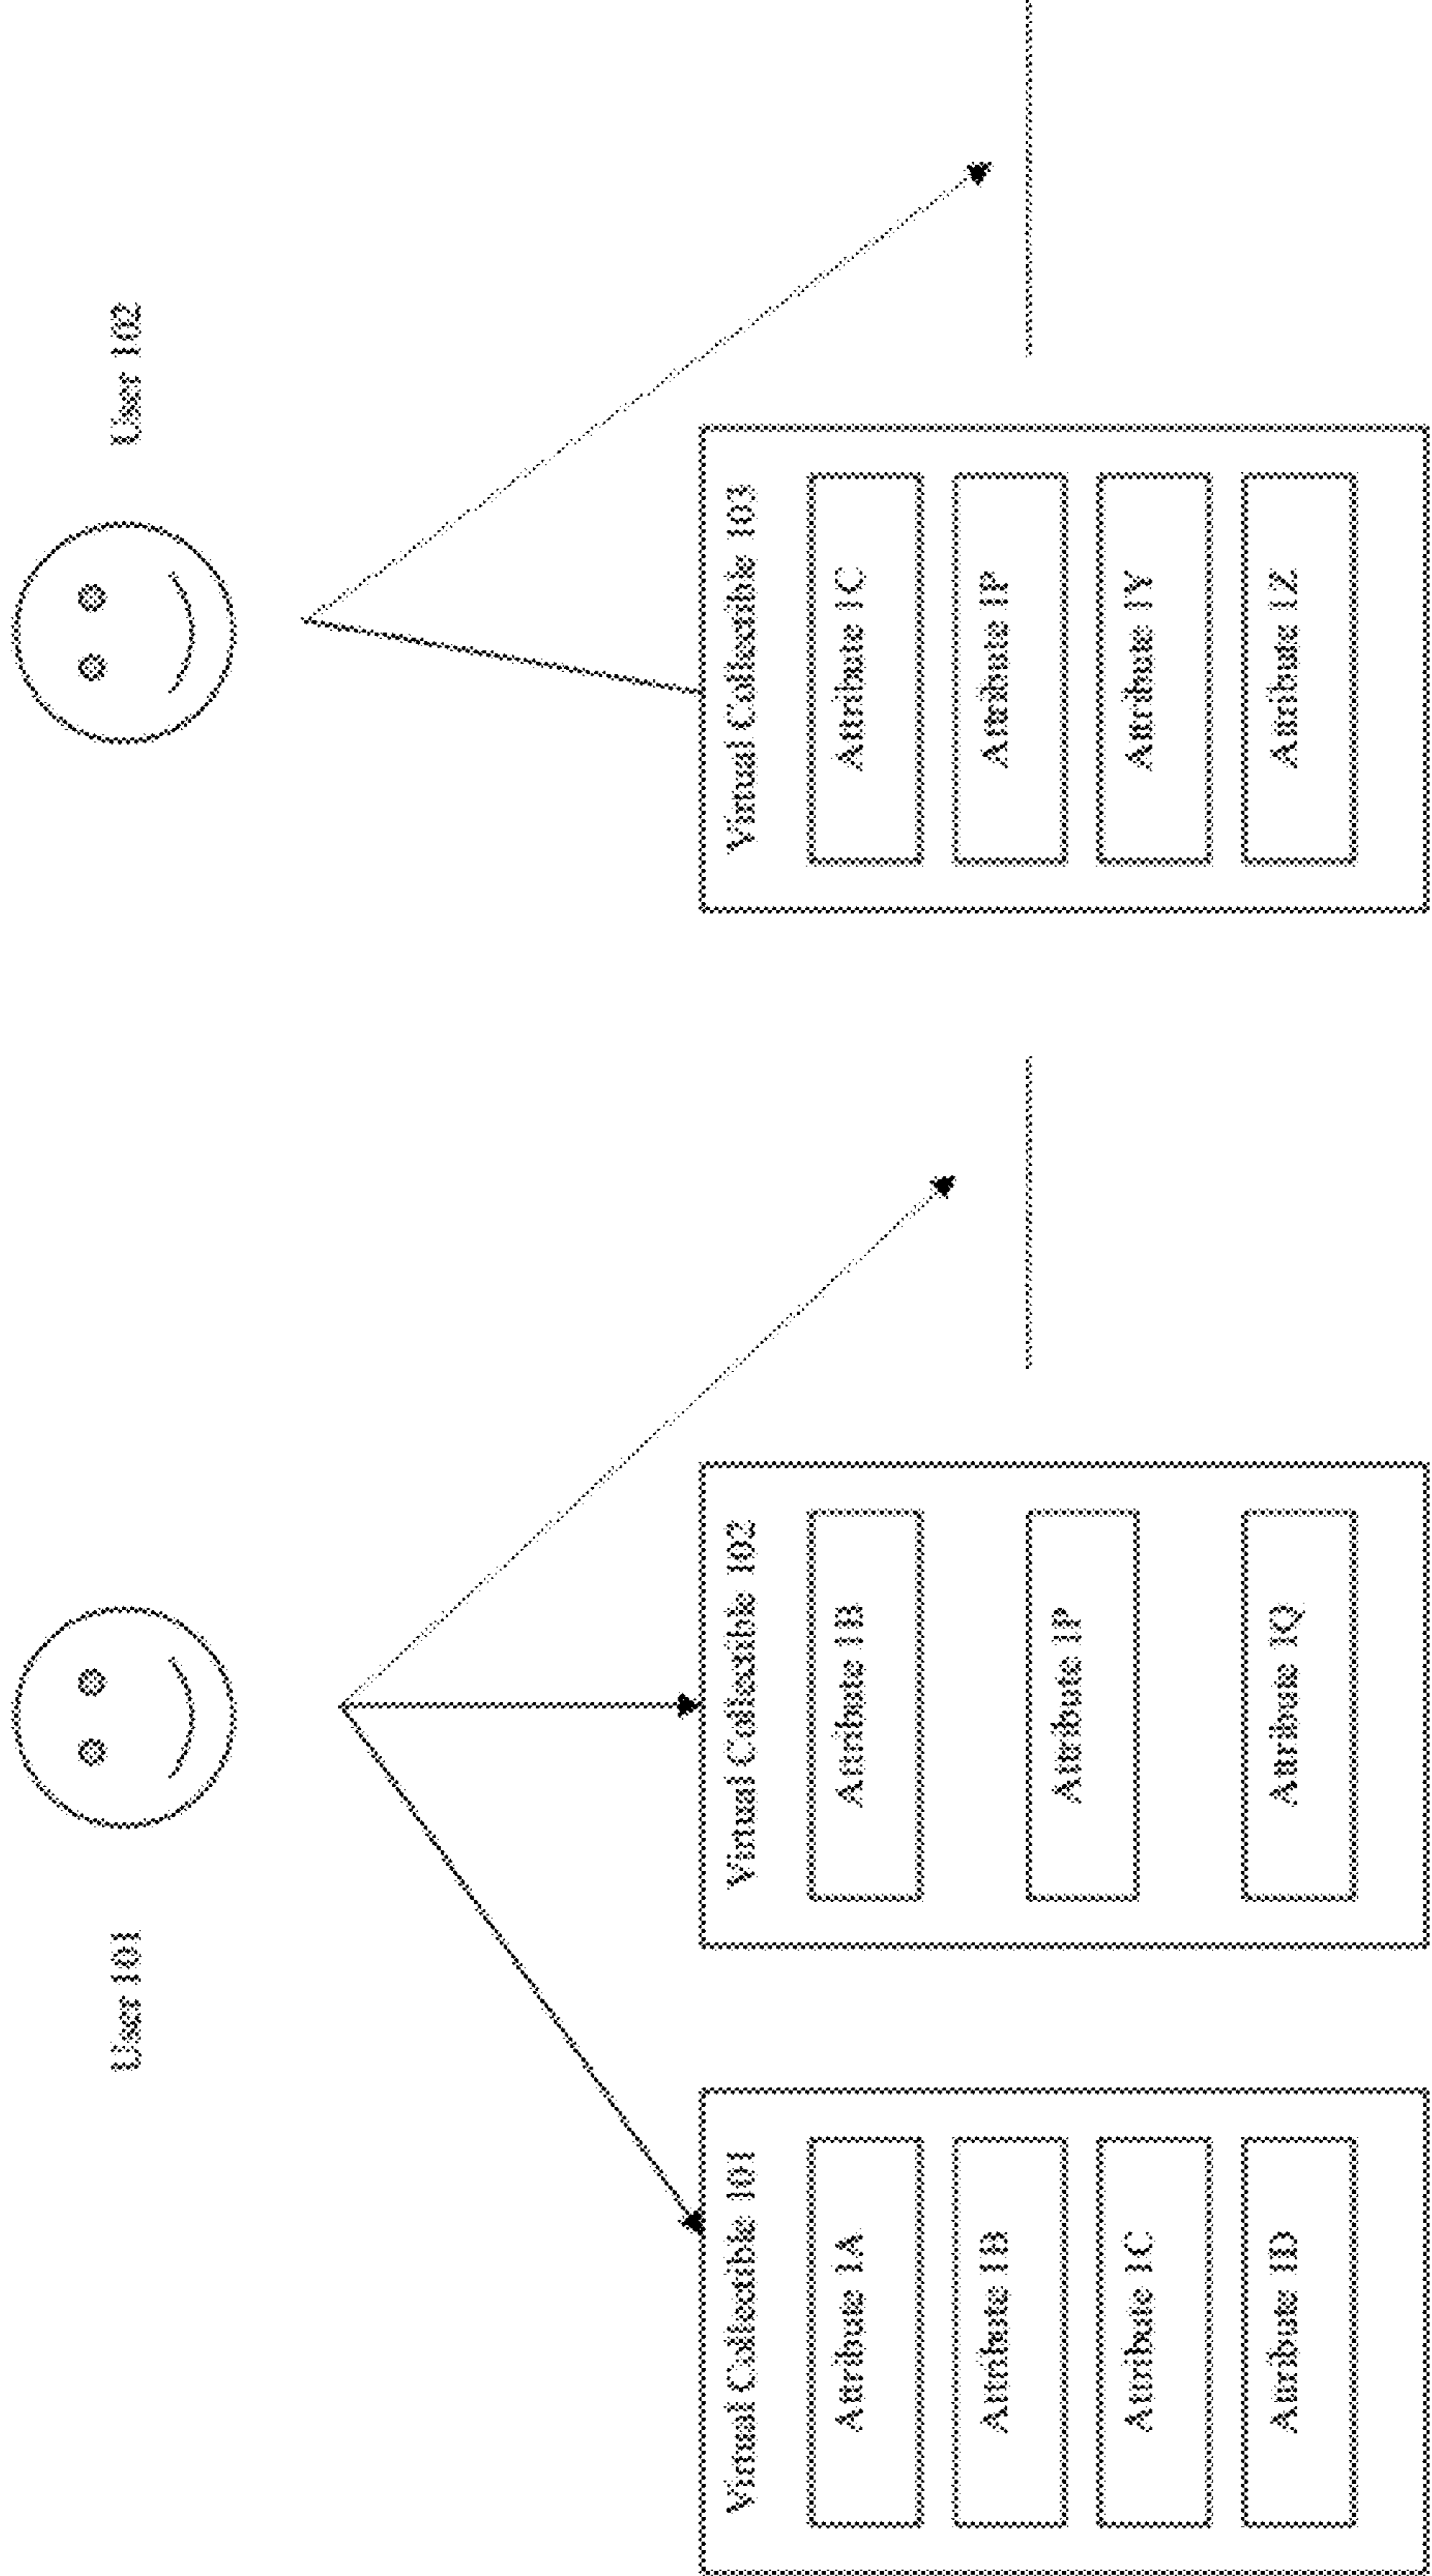 User 101
User 102
Virtual Collectible 101
Attribute 1A
Attribute 1B
Attribute 1C
Attribute 1D
Virtual Collectible 102
Attribute 1B
Attribute 1P
Attribute 1Q
Virtual Collectible 103
Attribute 1C
Attribute 1P
Attribute 1Y
Attribute 1Z